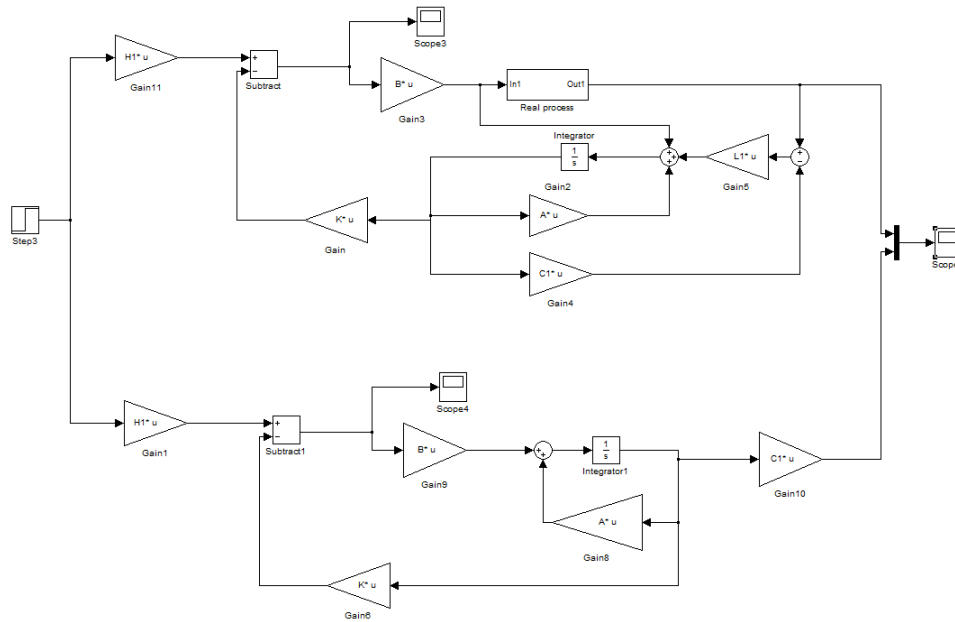 Scope3
H1* u
Gain11
+
−
Subtract
B* u
Gain3
In1 Out1
Real process
Integrator
1
s
Gain2
+
+
+
L1* u
Gain5
+
−
A* u
K* u
Gain
Step3
C1* u
Gain4
Scope
Scope4
H1* u
Gain1
+
−
Subtract1
B* u
Gain9
+
+
1
s
Integrator1
C1* u
Gain10
A* u
Gain8
K* u
Gain6